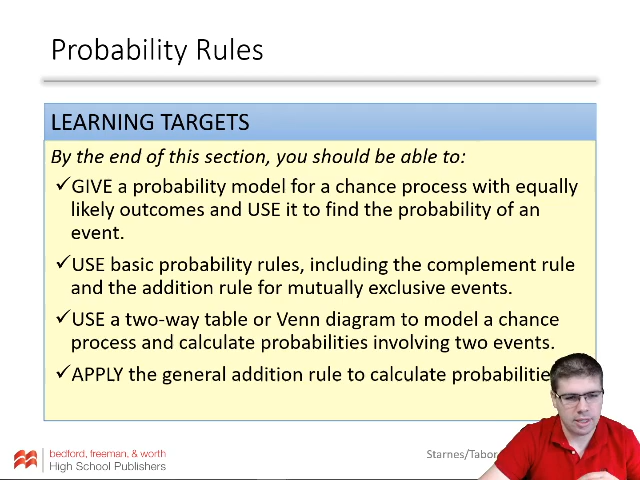 Probability Rules
LEARNING TARGETS
By the end of this section, you should be able to:
✓GIVE a probability model for a chance process with equally
likely outcomes and USE it to find the probability of an
event.
✓USE basic probability rules, including the complement rule
and the addition rule for mutually exclusive events.
✓USE a two-way table or Venn diagram to model a chance
process and calculate probabilities involving two events.
✓APPLY the general addition rule to calculate
bedford, freeman, & worth
High School Publishers
Starnes/Tabor